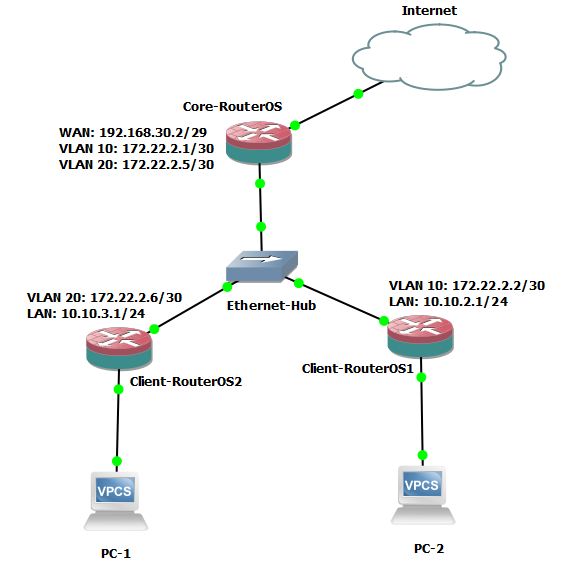 Internet
Core-RouterOS
WAN: 192.168.30.2/29
VLAN 10: 172.22.2.1/30
VLAN 20: 172.22.2.5/30
Ethernet-Hub
VLAN 20: 172.22.2.6/30
LAN: 10.10.3.1/24
Client-RouterOS2
VLAN 10: 172.22.2.2/30
LAN: 10.10.2.1/24
Client-RouterOS1
VPCS
PC-1
VPCS
PC-2